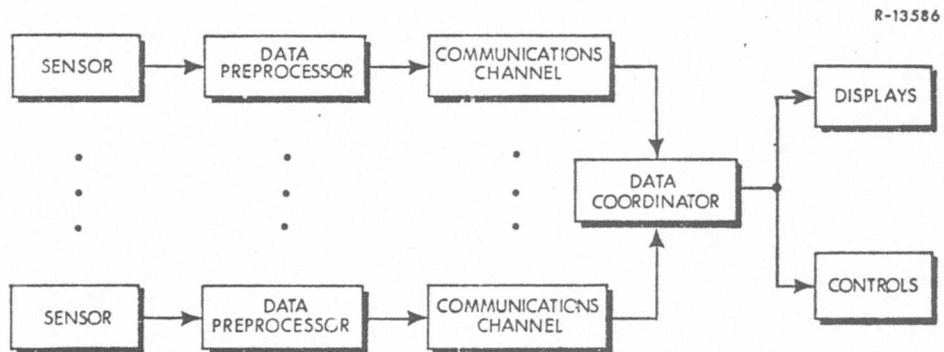 R-13586
SENSOR
DATA
PREPROCESSOR
COMMUNICATIONS
CHANNEL
DISPLAYS
DATA
COORDINATOR
SENSOR
DATA
PREPROCESSOR
COMMUNICATIONS
CHANNEL
CONTROLS